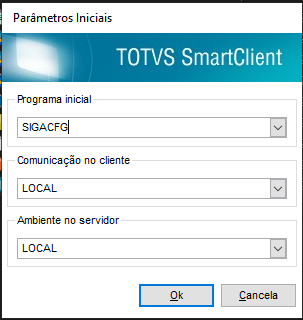 Parâmetros Iniciais
TOTVS SmartClient
Programa inicial
SIGACFG
Comunicação no cliente
LOCAL
Ambiente no servidor
LOCAL
Ok
Cancela